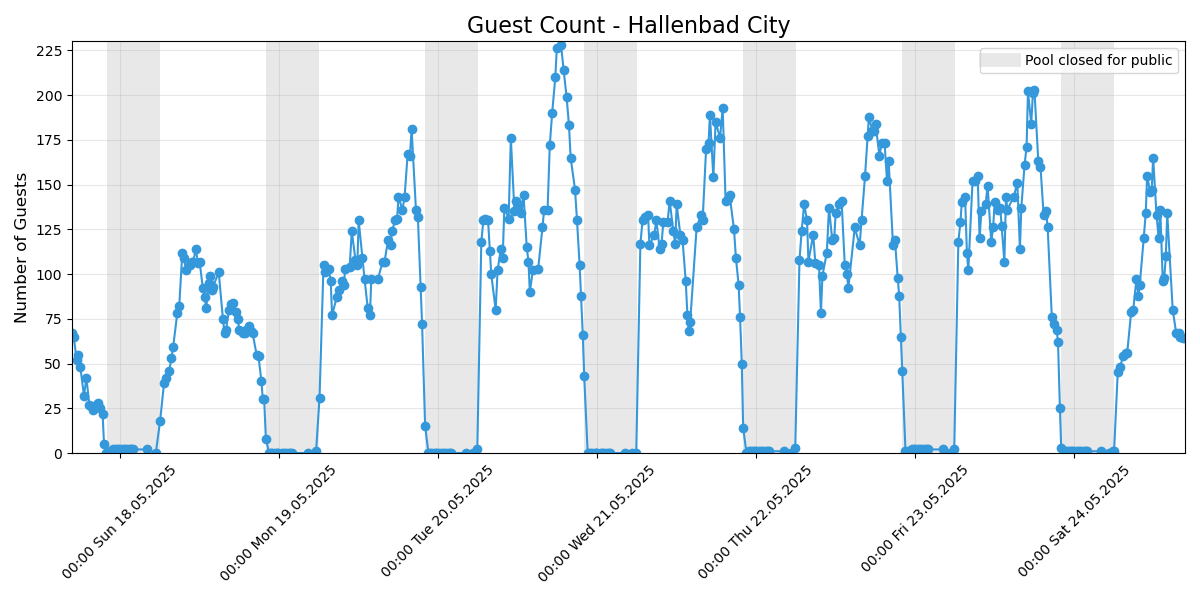 Guest Count - Hallenbad City
Pool closed for public
Number of Guests
225
200
175
150
125
100
75
50
25
0
00:00 Sun 18.05.2025
00:00 Mon 19.05.2025
00:00 Tue 20.05.2025
00:00 Wed 21.05.2025
00:00 Thu 22.05.2025
00:00 Fri 23.05.2025
00:00 Sat 24.05.2025